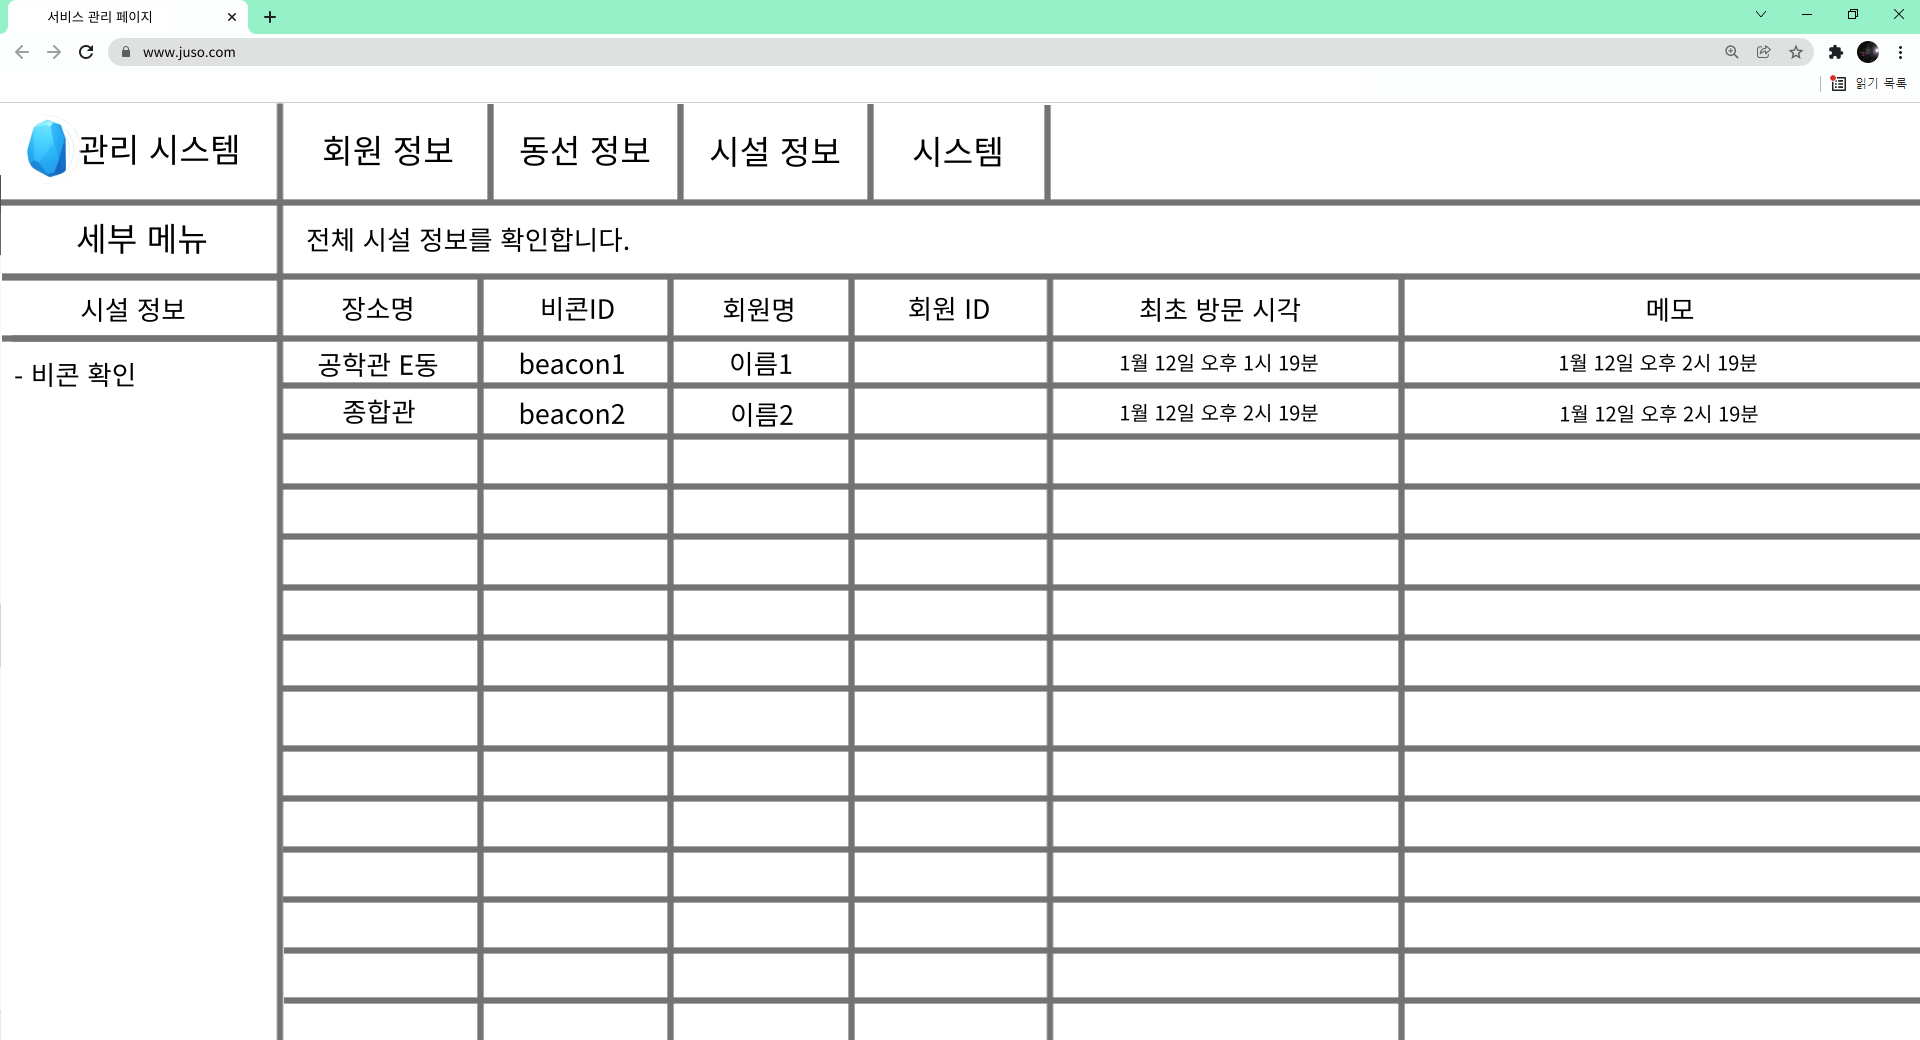 서비스 관리 페이지
www.juso.com
읽기 목록
관리 시스템 회원 정보 동선 정보 시설 정보 시스템
세부 메뉴 전체 시설 정보를 확인합니다.
시설 정보 장소명 비콘ID 회원명 회원 ID 최초 방문 시각 메모
- 비콘 확인 공학관 E동 beacon1 이름1 1월 12일 오후 1시 19분 1월 12일 오후 2시 19분
종합관 beacon2 이름2 1월 12일 오후 2시 19분 1월 12일 오후 2시 19분